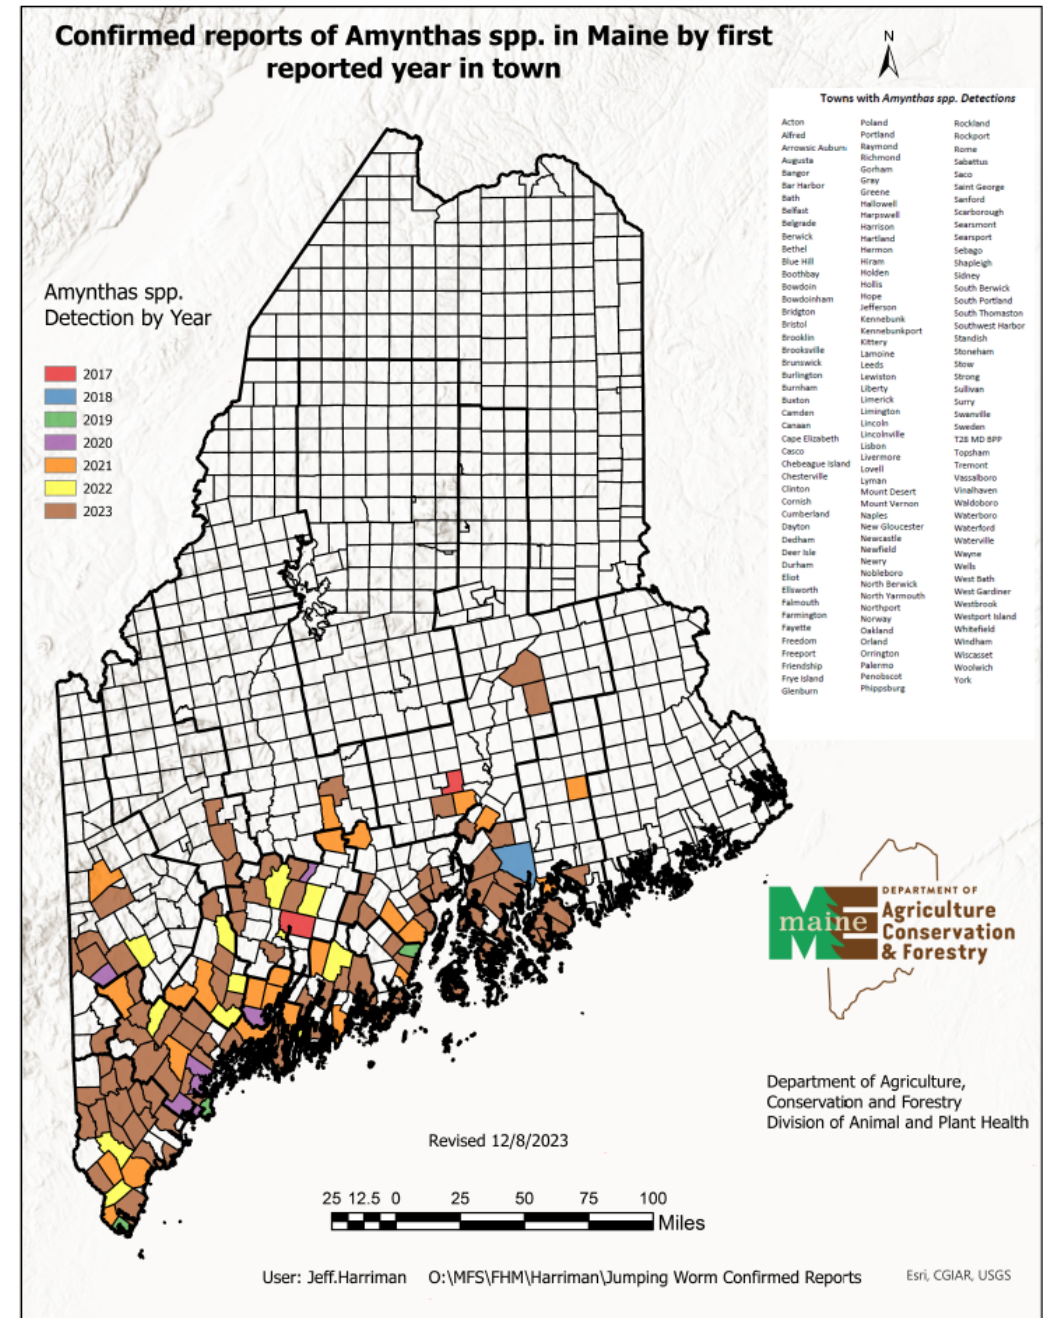 Confirmed reports of Amynthas spp. in Maine by first
reported year in town
N
Towns with Amynthas spp. Detections
Acton
Alfred
Arrowsic Auburn
Augusta
Bangor
Bar Harbor
Bath
Belfast
Belgrade
Berwick
Bethel
Blue Hill
Boothbay
Bowdoin
Bowdoinham
Bridgton
Bristol
Brooklin
Brooksville
Brunswick
Burlington
Burnham
Buxton
Camden
Canaan
Cape Elizabeth
Casco
Chebeague Island
Chesterville
Clinton
Cornish
Cumberland
Dayton
Dedham
Deer Isle
Durham
Eliot
Ellsworth
Falmouth
Farmington
Fayette
Freedom
Freeport
Friendship
Frye Island
Glenburn
Poland
Portland
Raymond
Richmond
Gorham
Gray
Greene
Hallowell
Harpswell
Harrison
Hartland
Hermon
Hiram
Holden
Hollis
Hope
Jefferson
Kennebunk
Kennebunkport
Kittery
Lamoine
Leeds
Lewiston
Liberty
Limerick
Limington
Lincoln
Lincolnville
Lisbon
Livermore
Lovell
Lyman
Mount Desert
Mount Vernon
Naples
New Gloucester
Newcastle
Newfield
Newry
Nobleboro
North Berwick
North Yarmouth
Northport
Norway
Oakland
Orland
Orrington
Palermo
Penobscot
Phippsburg
Rockland
Rockport
Rome
Sabattus
Saco
Saint George
Sanford
Scarborough
Searsmont
Searsport
Sebago
Shapleigh
Sidney
South Berwick
South Portland
South Thomaston
Southwest Harbor
Standish
Stoneham
Stow
Strong
Sullivan
Surry
Swanville
Sweden
T28 MD BPP
Topsham
Tremont
Vassalboro
Vinalhaven
Waldoboro
Waterboro
Waterford
Waterville
Wayne
Wells
West Bath
West Gardiner
Westbrook
Westport Island
Whitefield
Windham
Wiscasset
Woolwich
York
Amynthas spp.
Detection by Year
2017
2018
2019
2020
2021
2022
2023
maine
DEPARTMENT OF
Agriculture
Conservation
& Forestry
Department of Agriculture,
Conservation and Forestry
Division of Animal and Plant Health
Revised 12/8/2023
25 12.5 0 25 50 75 100
Miles
User: Jeff.Harriman O:\MFS\FHM\Harriman\Jumping Worm Confirmed Reports
Esri, CGIAR, USGS